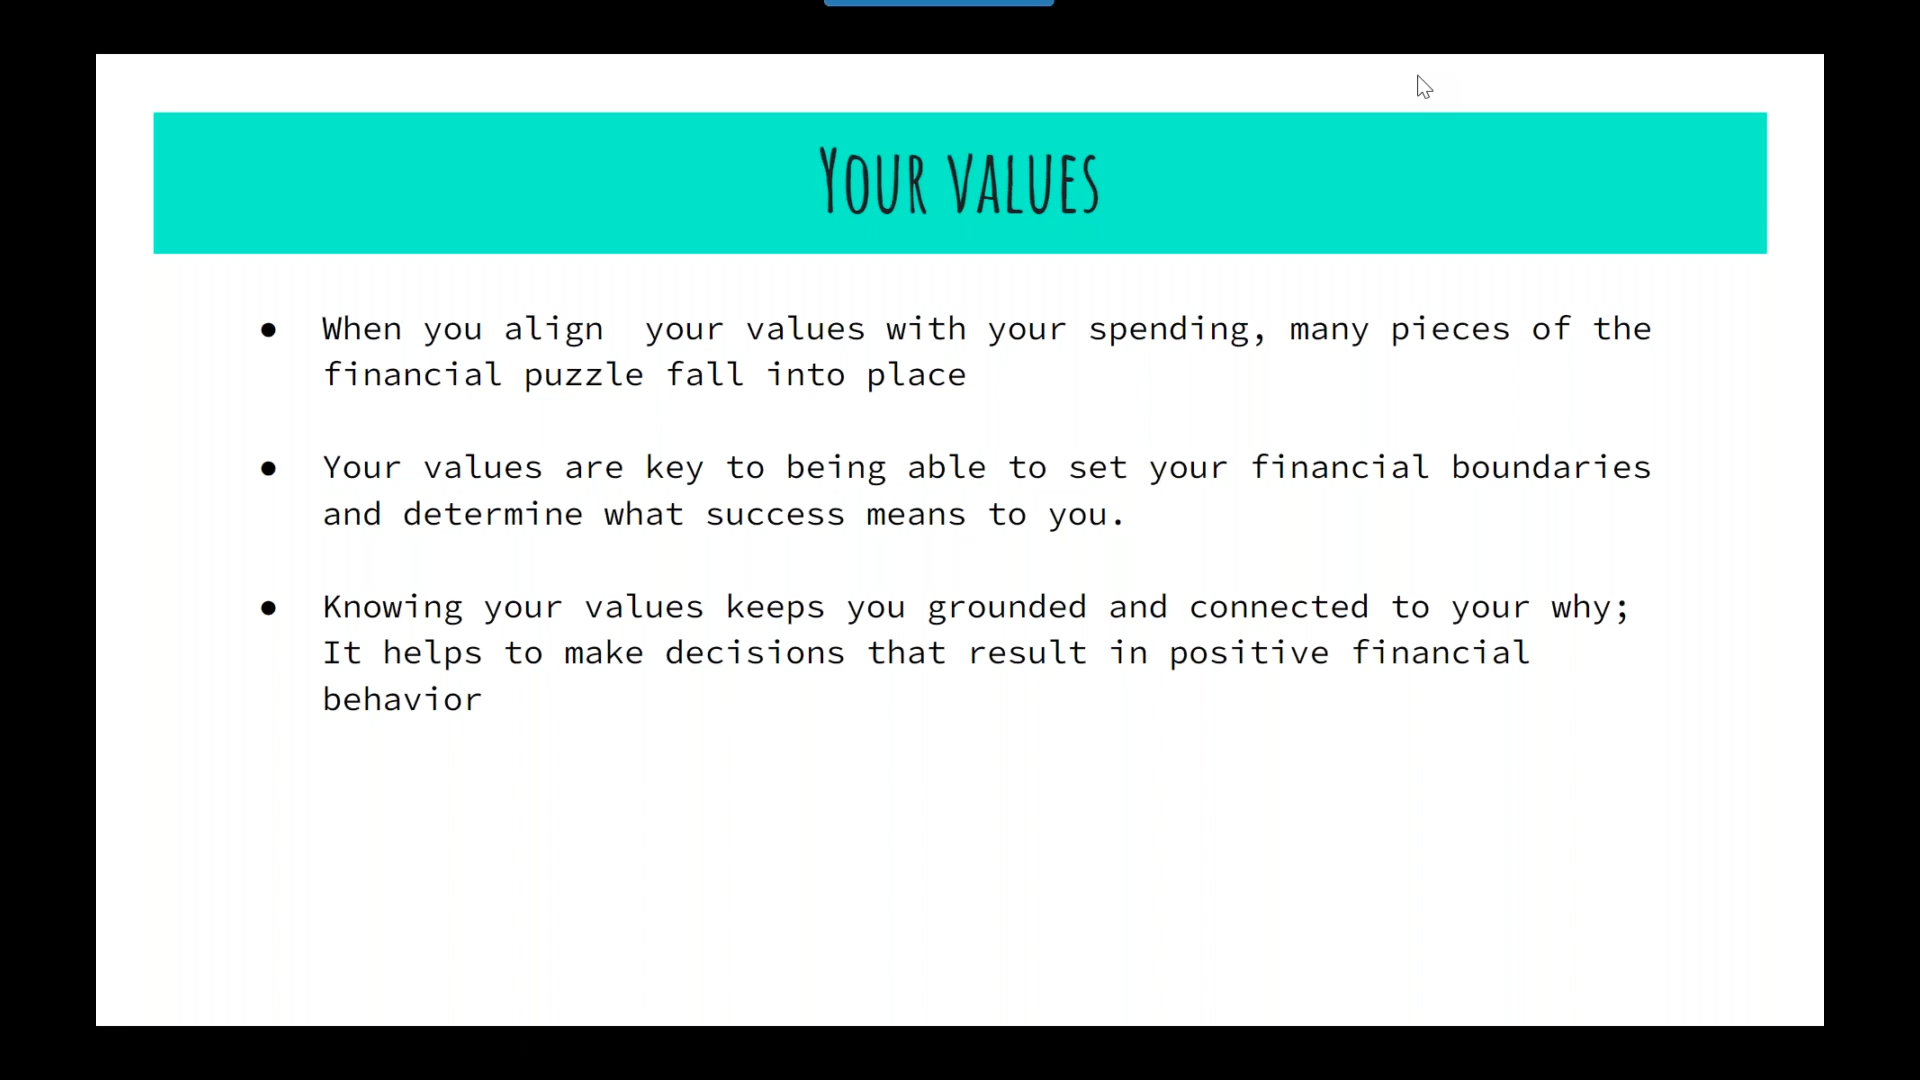 Your values
● When you align  your values with your spending, many pieces of the
financial puzzle fall into place
● Your values are key to being able to set your financial boundaries
and determine what success means to you.
● Knowing your values keeps you grounded and connected to your why;
It helps to make decisions that result in positive financial
behavior